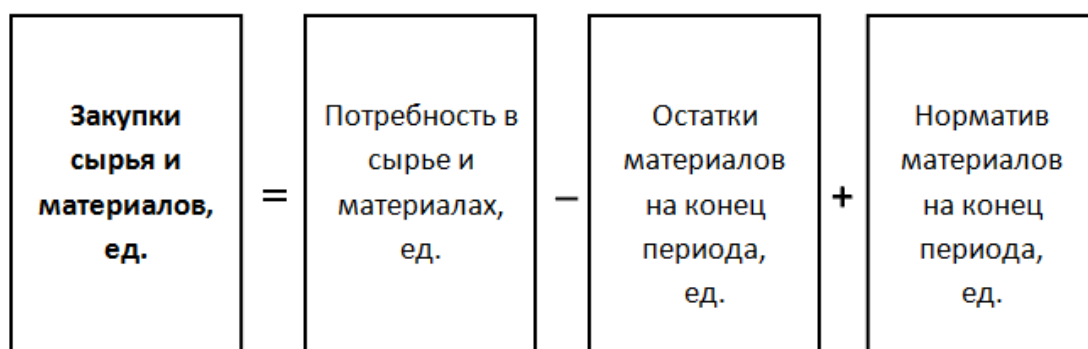 Закупки
сырья и
материалов,
ед.
=
Потребность в
сырье и
материалах,
ед.
–
Остатки
материалов
на конец
периода,
ед.
+
Норматив
материалов
на конец
периода,
ед.